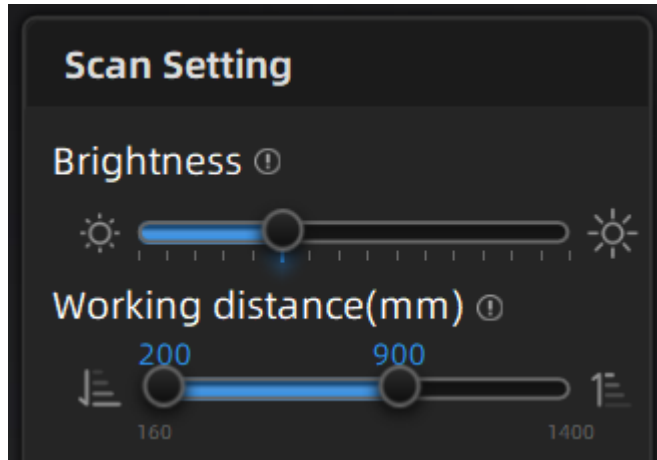 Scan Setting
Brightness
Working distance(mm)
200 900
160 1400